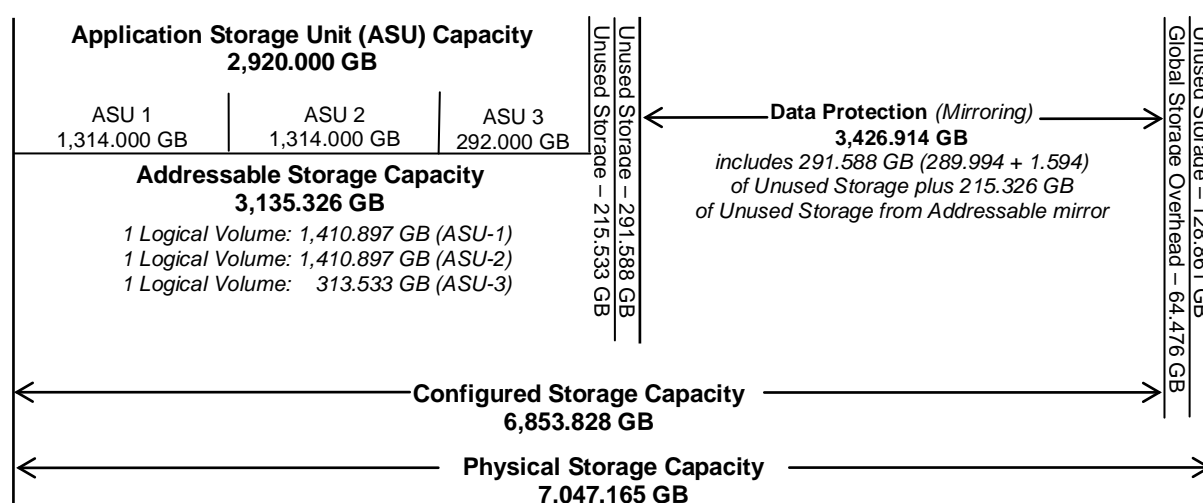 Application Storage Unit (ASU) Capacity
2,920.000 GB
ASU 1
1,314.000 GB
ASU 2
1,314.000 GB
ASU 3
292.000 GB
Addressable Storage Capacity
3,135.326 GB
1 Logical Volume: 1,410.897 GB (ASU-1)
1 Logical Volume: 1,410.897 GB (ASU-2)
1 Logical Volume: 313.533 GB (ASU-3)
Unused Storage – 215.533 GB
Unused Storage – 291.588 GB
Data Protection (Mirroring)
3,426.914 GB
includes 291.588 GB (289.994 + 1.594)
of Unused Storage plus 215.326 GB
of Unused Storage from Addressable mirror
Global Storage Overhead – 64.476 GB
Unused Storage – 128.861 GB
Configured Storage Capacity
6,853.828 GB
Physical Storage Capacity
7,047.165 GB